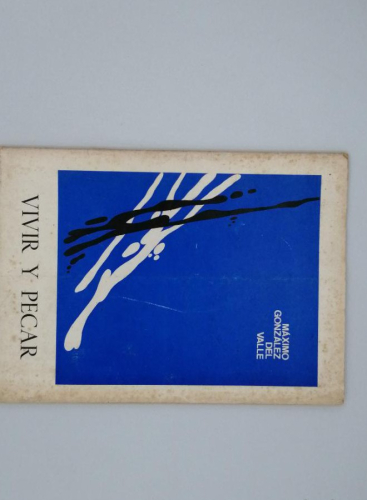 VIVIR Y PECAR
MÁXIMO
GONZÁLEZ
DEL
VALLE